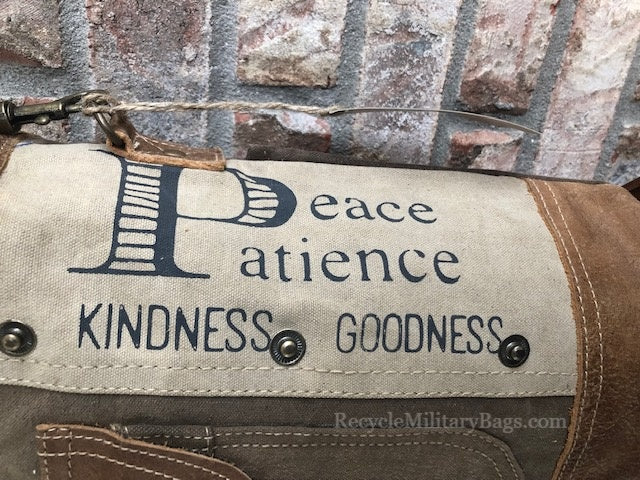 Peace
Patience
KINDNESS GOODNESS
RecycleMilitaryBags.com